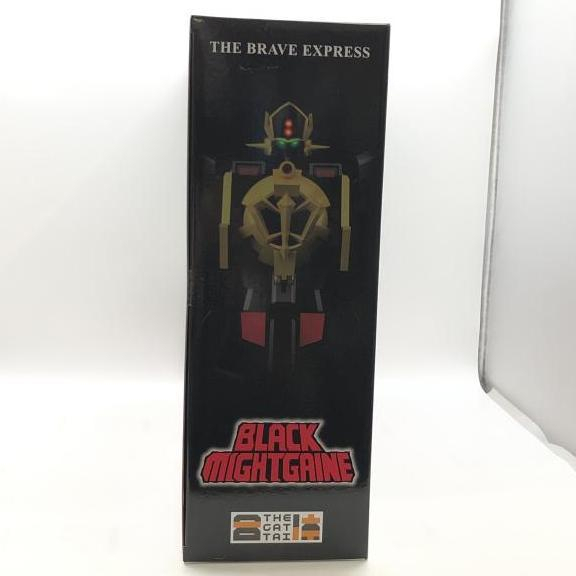 THE BRAVE EXPRESS
BLACK
MIGHTGAINE
THE
GAT
TAI